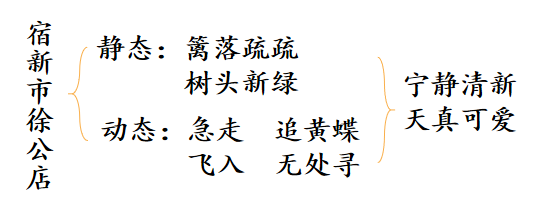 宿新市徐公店
静态：篱落疏疏
树头新绿
动态：急走 追黄蝶
飞入 无处寻
宁静清新
天真可爱